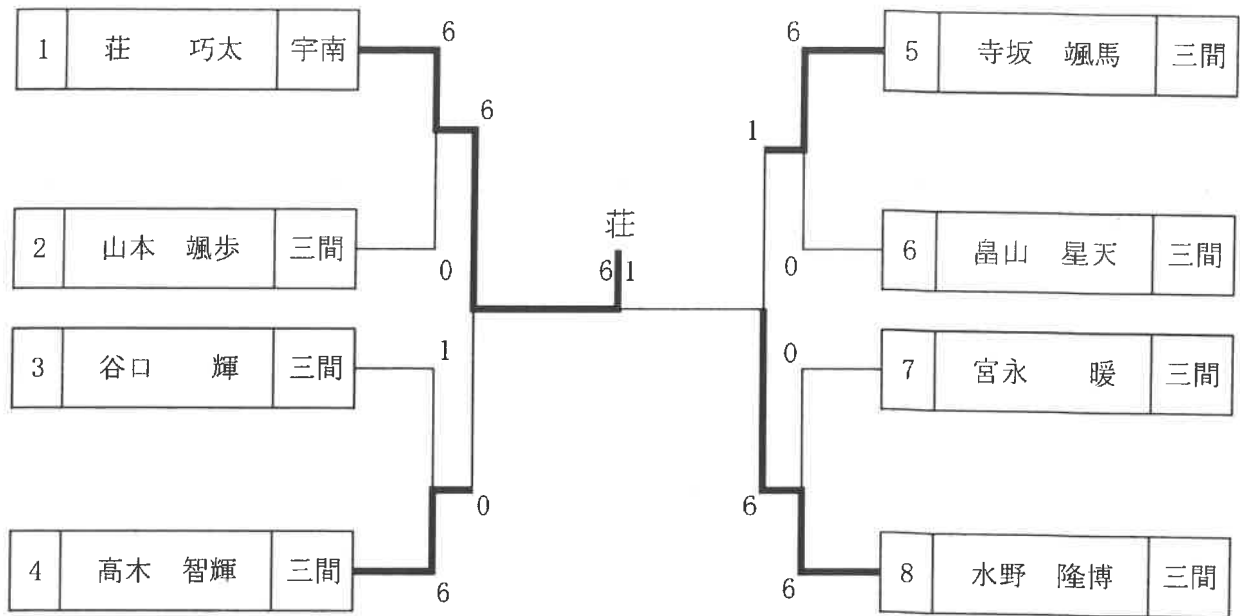 1 荘 巧太 宇南
6
6
2 山本 颯歩 三間
0
3 谷口 輝 三間
1
0
4 高木 智輝 三間
6
荘
6 1
5 寺坂 颯馬 三間
6
1
6 畠山 星天 三間
0
7 宮永 暖 三間
0
6
8 水野 隆博 三間
6